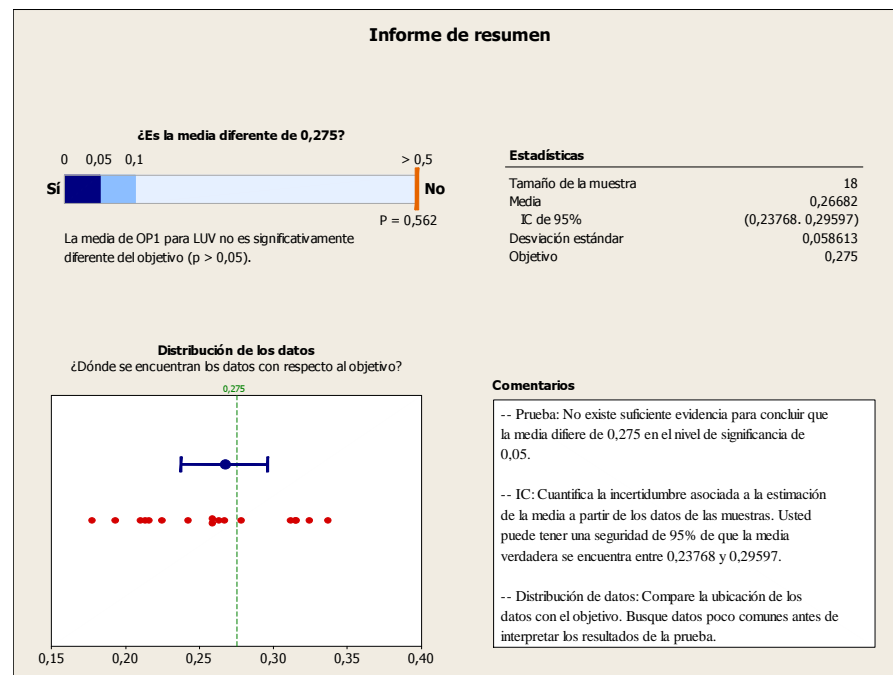 Informe de resumen
¿Es la media diferente de 0,275?
0 0,05 0,1 > 0,5
Sí No
P = 0,562
La media de OP1 para LUV no es significativamente
diferente del objetivo (p > 0,05).
Estadísticas
Tamaño de la muestra 18
Media 0,26682
IC de 95% (0,23768. 0,29597)
Desviación estándar 0,058613
Objetivo 0,275
Distribución de los datos
¿Dónde se encuentran los datos con respecto al objetivo?
0,275
0,15 0,20 0,25 0,30 0,35 0,40
Comentarios
-- Prueba: No existe suficiente evidencia para concluir que
la media difiere de 0,275 en el nivel de significancia de
0,05.
-- IC: Cuantifica la incertidumbre asociada a la estimación
de la media a partir de los datos de las muestras. Usted
puede tener una seguridad de 95% de que la media
verdadera se encuentra entre 0,23768 y 0,29597.
-- Distribución de datos: Compare la ubicación de los
datos con el objetivo. Busque datos poco comunes antes de
interpretar los resultados de la prueba.